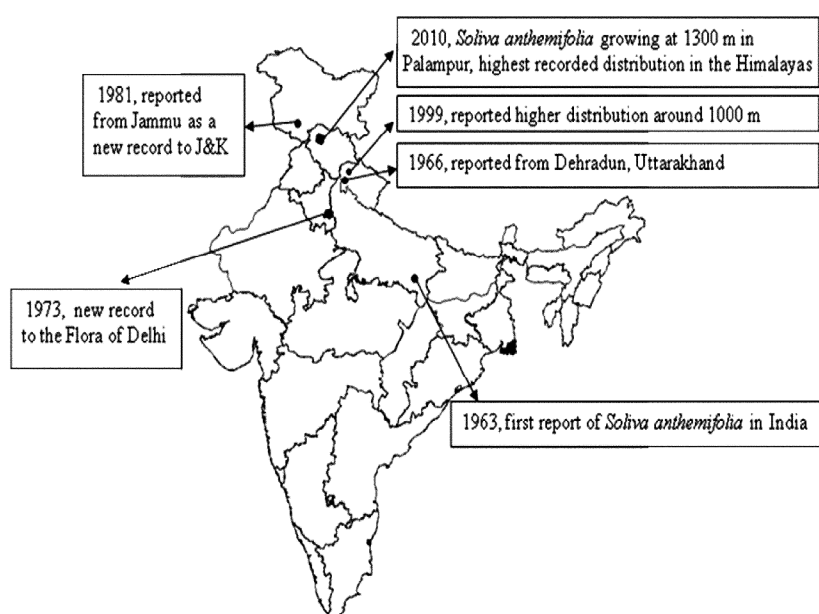 2010, Soliva anthemifolia growing at 1300 m in
Palampur, highest recorded distribution in the Himalayas
1981, reported
from Jammu as a
new record to J&K
1999, reported higher distribution around 1000 m
1966, reported from Dehradun, Uttarakhand
1973, new record
to the Flora of Delhi
1963, first report of Soliva anthemifolia in India